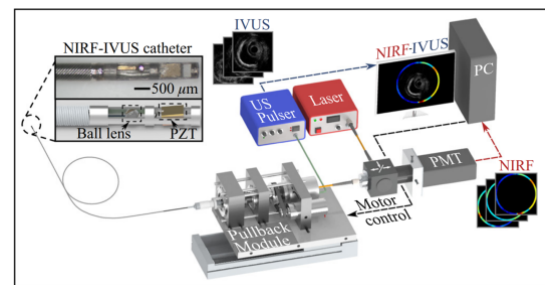 IVUS
NIRF-IVUS catheter
500 µm
Ball lens
PZT
US
Pulser
Laser
NIRF-IVUS
PC
PMT
NIRF
Motor
control
Pullback
Module